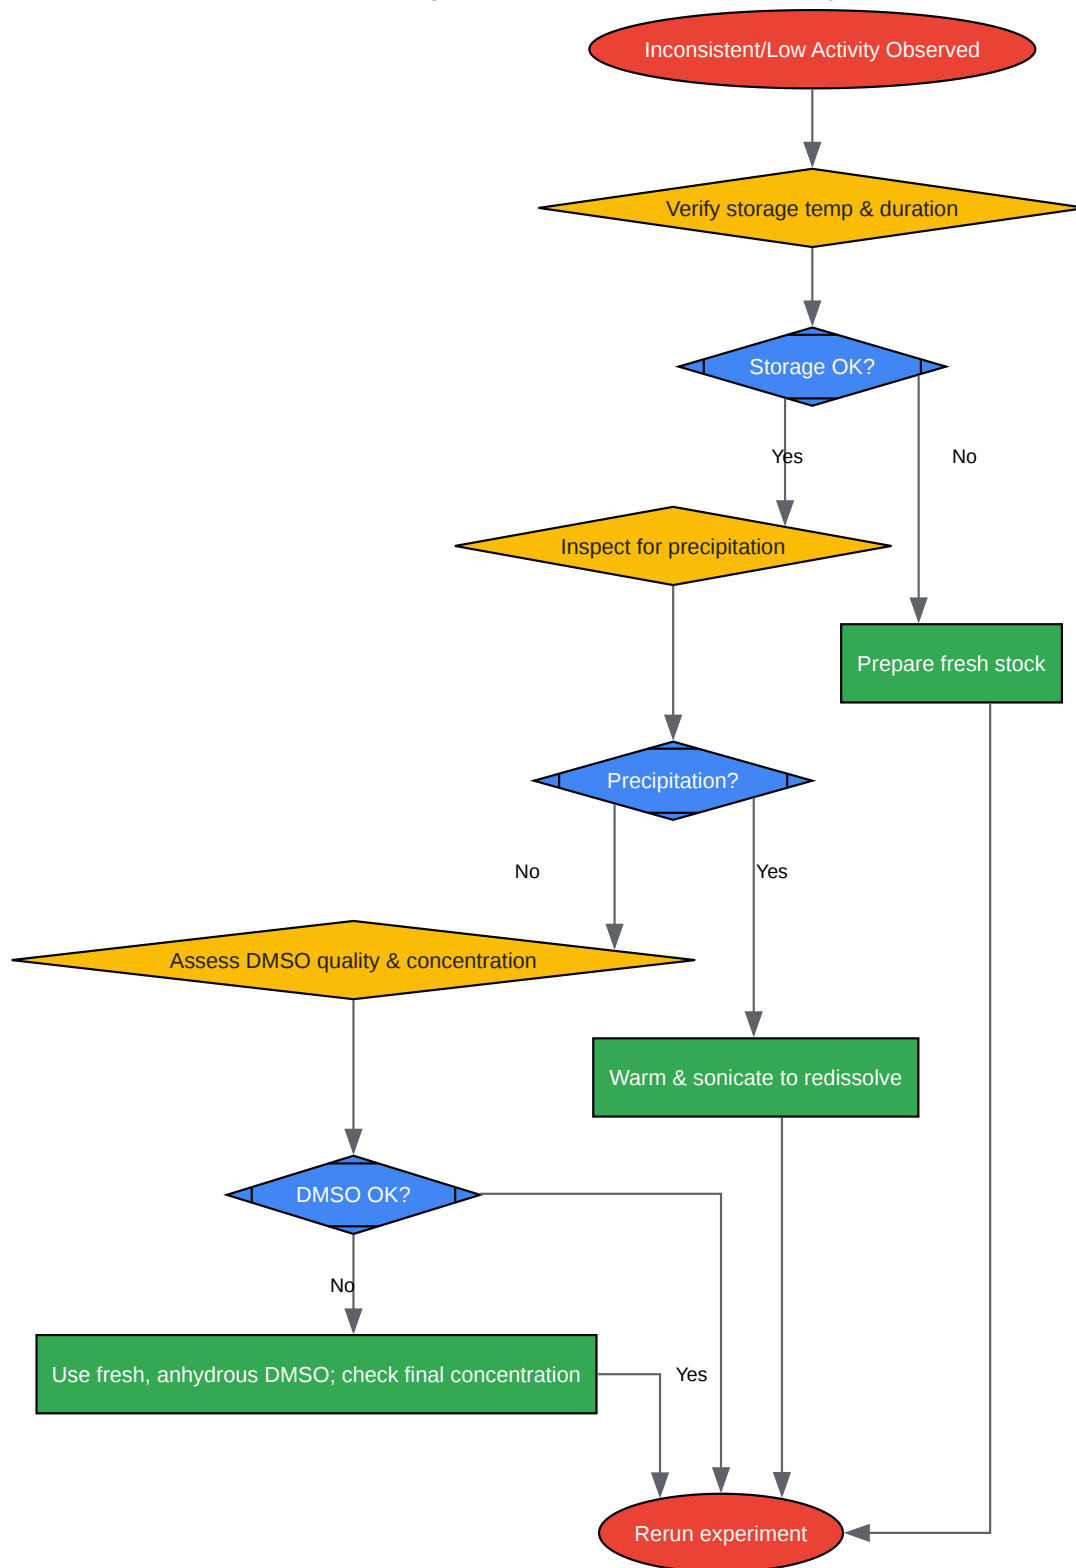 Inconsistent/Low Activity Observed
Verify storage temp & duration
Storage OK?
Yes
No
Inspect for precipitation
Prepare fresh stock
Precipitation?
No
Yes
Assess DMSO quality & concentration
Warm & sonicate to redissolve
DMSO OK?
No
Use fresh, anhydrous DMSO; check final concentration
Yes
Rerun experiment